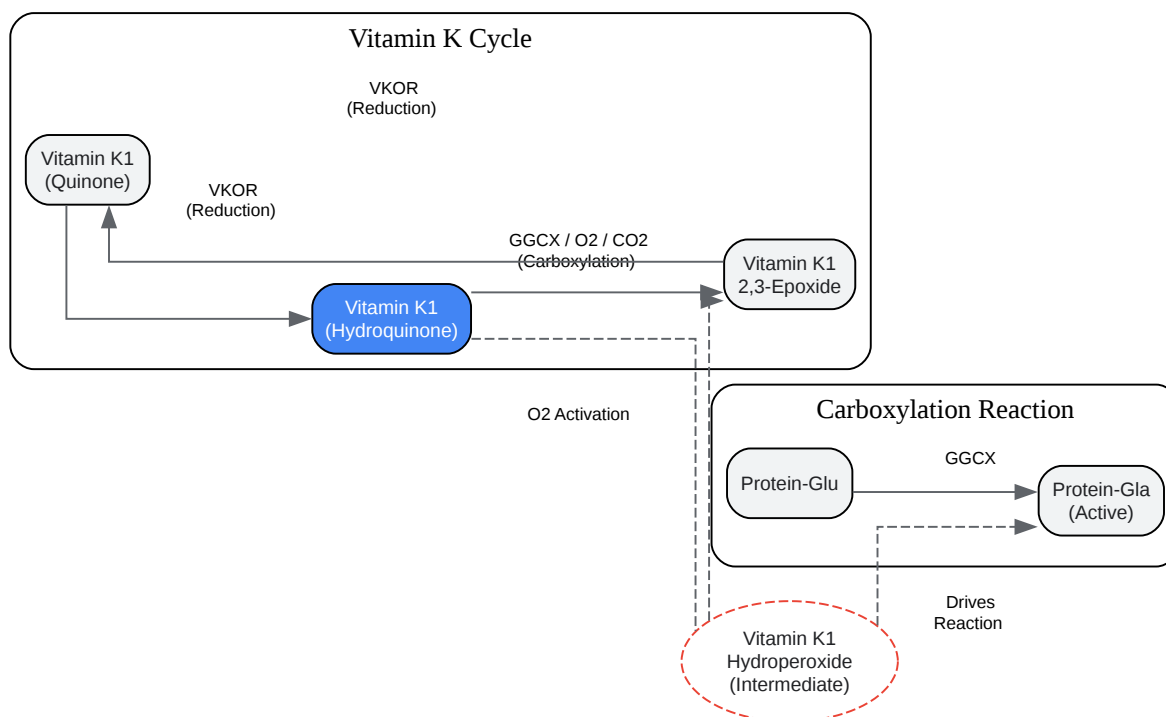 Vitamin K Cycle
VKOR
(Reduction)
Vitamin K1
(Quinone)
VKOR
(Reduction)
GGCX / O2 / CO2
(Carboxylation)
Vitamin K1
2,3-Epoxide
Vitamin K1
(Hydroquinone)
O2 Activation
Carboxylation Reaction
GGCX
Protein-Glu
Protein-Gla
(Active)
Drives
Reaction
Vitamin K1
Hydroperoxide
(Intermediate)